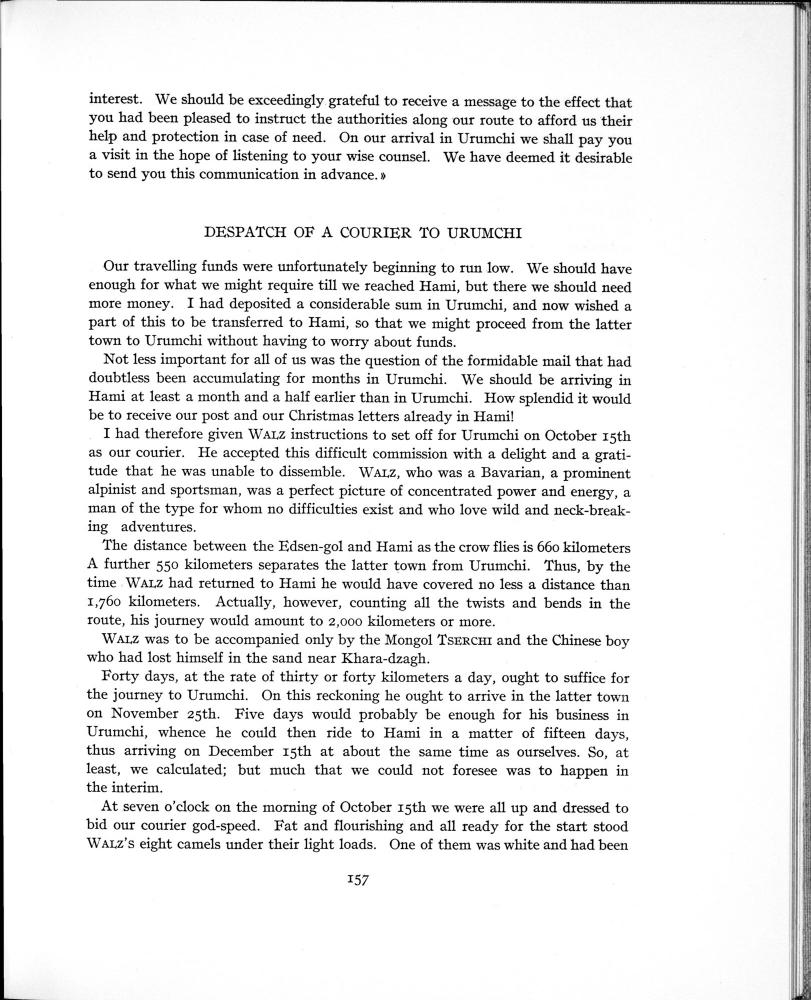 interest. We should be exceedingly grateful to receive a message to the effect that
you had been pleased to instruct the authorities along our route to afford us their
help and protection in case of need. On our arrival in Urumchi we shall pay you
a visit in the hope of listening to your wise counsel. We have deemed it desirable
to send you this communication in advance.»
DESPATCH OF A COURIER TO URUMCHI
Our travelling funds were unfortunately beginning to run low. We should have
enough for what we might require till we reached Hami, but there we should need
more money. I had deposited a considerable sum in Urumchi, and now wished a
part of this to be transferred to Hami, so that we might proceed from the latter
town to Urumchi without having to worry about funds.
Not less important for all of us was the question of the formidable mail that had
doubtless been accumulating for months in Urumchi. We should be arriving in
Hami at least a month and a half earlier than in Urumchi. How splendid it would
be to receive our post and our Christmas letters already in Hami!
I had therefore given WALZ instructions to set off for Urumchi on October 15th
as our courier. He accepted this difficult commission with a delight and a grati-
tude that he was unable to dissemble. WALZ, who was a Bavarian, a prominent
alpinist and sportsman, was a perfect picture of concentrated power and energy, a
man of the type for whom no difficulties exist and who love wild and neck-break-
ing adventures.
The distance between the Edsen-gol and Hami as the crow flies is 660 kilometers
A further 550 kilometers separates the latter town from Urumchi. Thus, by the
time WALZ had returned to Hami he would have covered no less a distance than
1,760 kilometers. Actually, however, counting all the twists and bends in the
route, his journey would amount to 2,000 kilometers or more.
WALZ was to be accompanied only by the Mongol TSERCHI and the Chinese boy
who had lost himself in the sand near Khara-dzagh.
Forty days, at the rate of thirty or forty kilometers a day, ought to suffice for
the journey to Urumchi. On this reckoning he ought to arrive in the latter town
on November 25th. Five days would probably be enough for his business in
Urumchi, whence he could then ride to Hami in a matter of fifteen days,
thus arriving on December 15th at about the same time as ourselves. So, at
least, we calculated; but much that we could not foresee was to happen in
the interim.
At seven o'clock on the morning of October 15th we were all up and dressed to
bid our courier god-speed. Fat and flourishing and all ready for the start stood
WALZ's eight camels under their light loads. One of them was white and had been
157